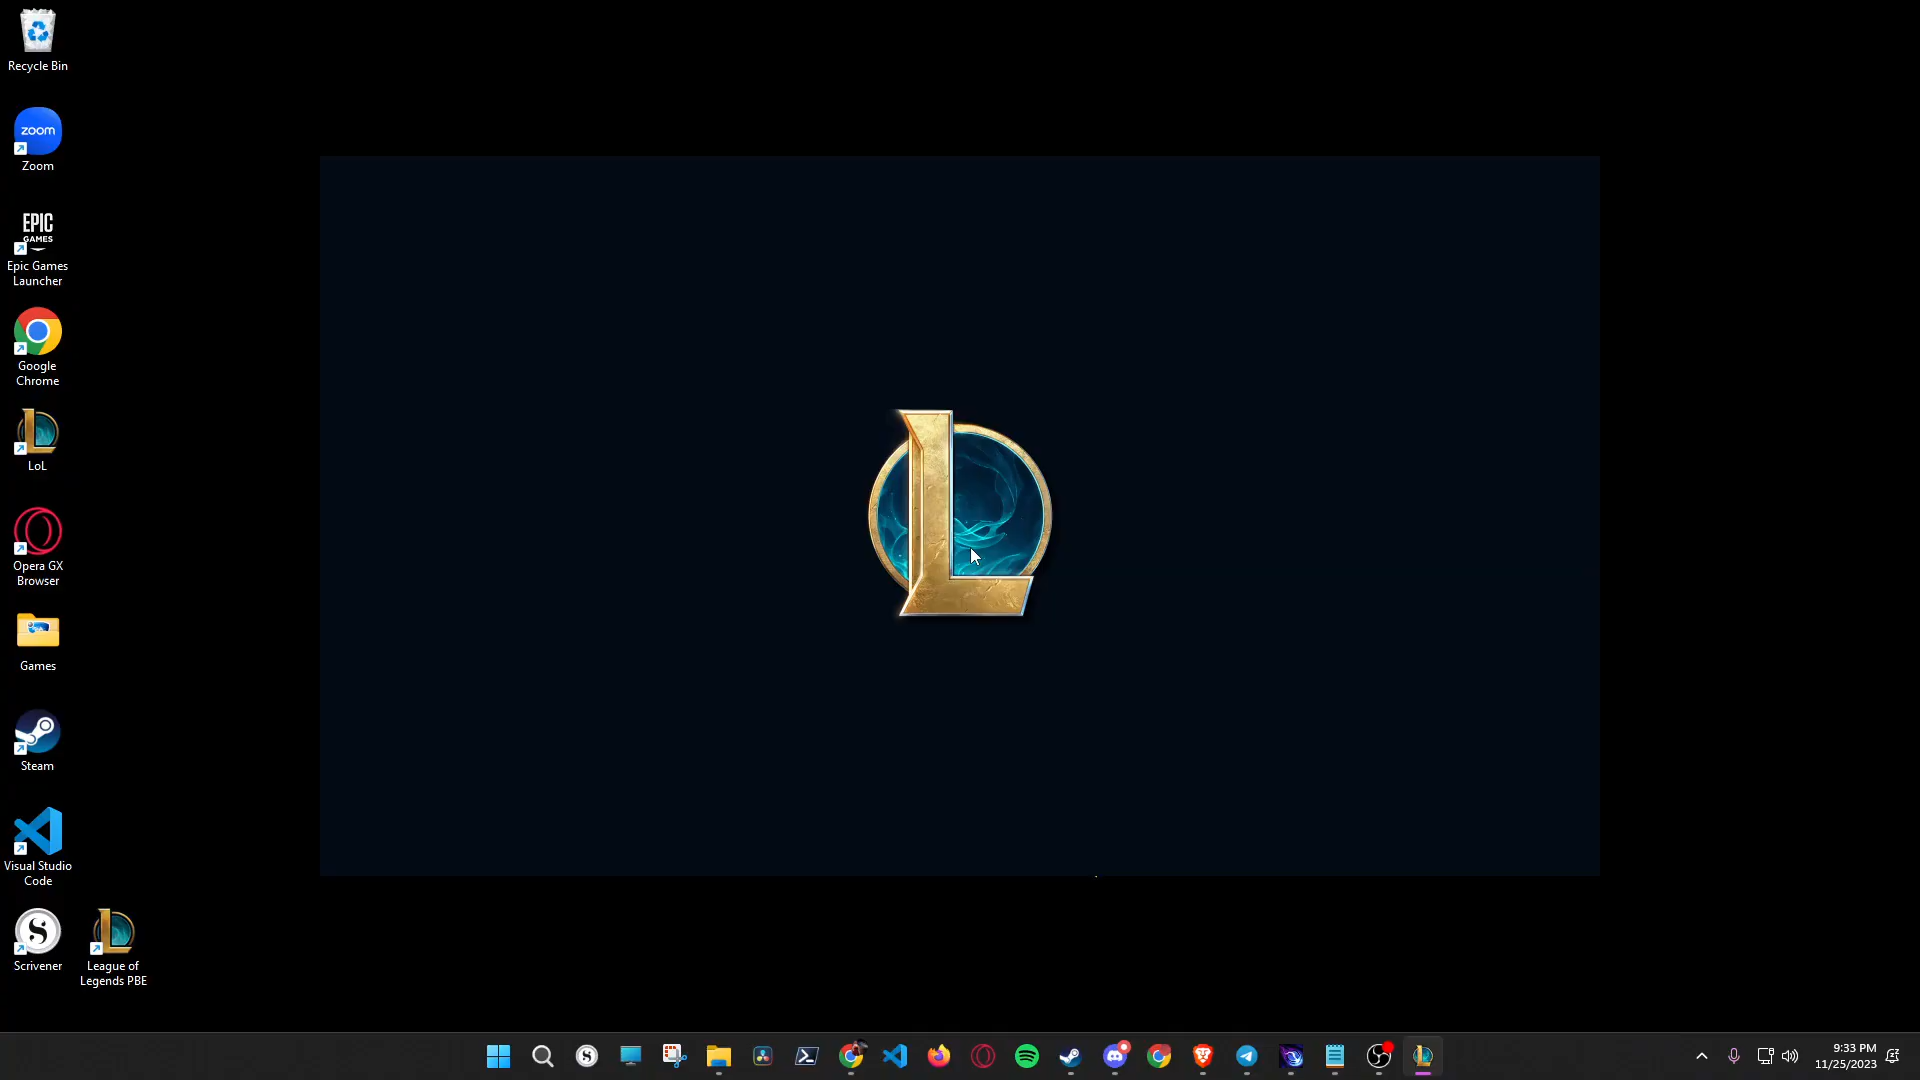 Recycle Bin
zoom
Zoom
EPIC
GAMES
Epic Games
Launcher
Google
Chrome
LoL
Opera GX
Browser
Games
Steam
Visual Studio
Code
S
Scrivener
League of
Legends PBE
L
S
9:33 PM
11/25/2023